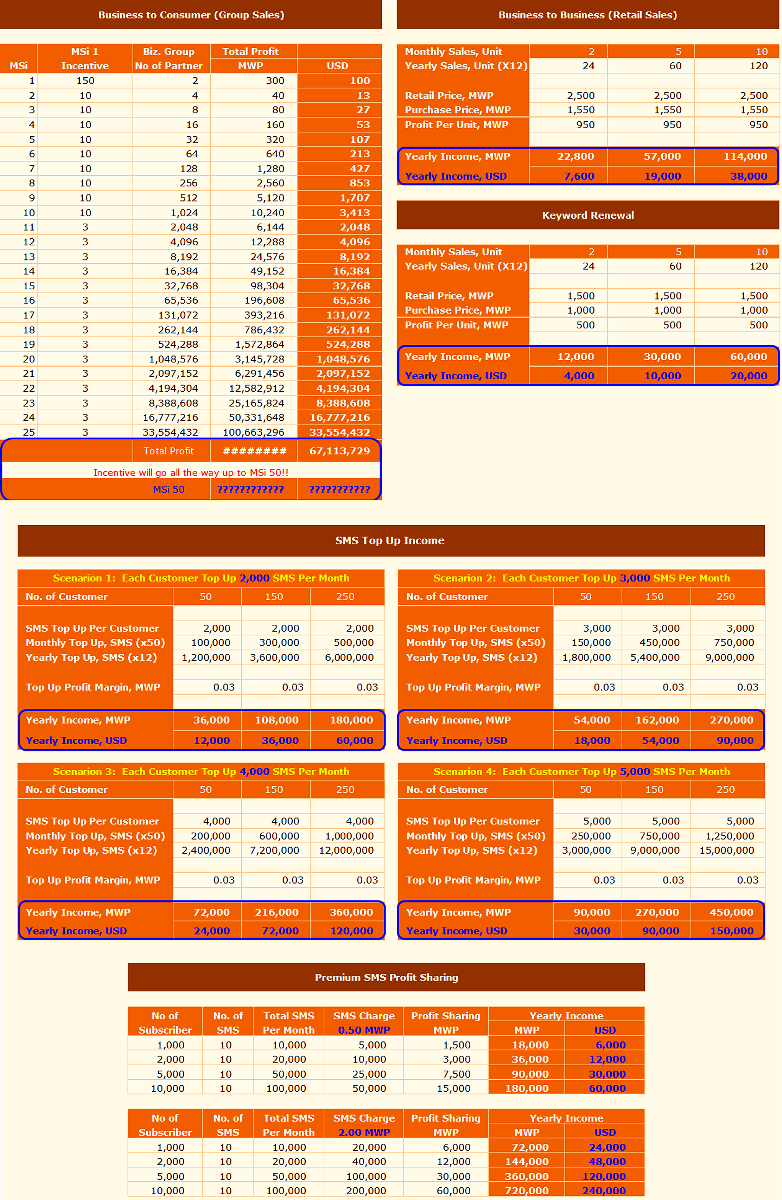 Business to Consumer (Group Sales)
MSi 1 Biz. Group Total Profit
MSi Incentive No of Partner MWP USD
1 150 2 300 100
2 10 4 40 13
3 10 8 80 27
4 10 16 160 53
5 10 32 320 107
6 10 64 640 213
7 10 128 1,280 427
8 10 256 2,560 853
9 10 512 5,120 1,707
10 10 1,024 10,240 3,413
11 3 2,048 6,144 2,048
12 3 4,096 12,288 4,096
13 3 8,192 24,576 8,192
14 3 16,384 49,152 16,384
15 3 32,768 98,304 32,768
16 3 65,536 196,608 65,536
17 3 131,072 393,216 131,072
18 3 262,144 786,432 262,144
19 3 524,288 1,572,864 524,288
20 3 1,048,576 3,145,728 1,048,576
21 3 2,097,152 6,291,456 2,097,152
22 3 4,194,304 12,582,912 4,194,304
23 3 8,388,608 25,165,824 8,388,608
24 3 16,777,216 50,331,648 16,777,216
25 3 33,554,432 100,663,296 33,554,432
Total Profit ######## 67,113,729
Incentive will go all the way up to MSi 50!!
MSi 50 ???????????? ???????????
Business to Business (Retail Sales)
Monthly Sales, Unit 2 5 10
Yearly Sales, Unit (X12) 24 60 120
Retail Price, MWP 2,500 2,500 2,500
Purchase Price, MWP 1,550 1,550 1,550
Profit Per Unit, MWP 950 950 950
Yearly Income, MWP 22,800 57,000 114,000
Yearly Income, USD 7,600 19,000 38,000
Keyword Renewal
Monthly Sales, Unit 2 5 10
Yearly Sales, Unit (X12) 24 60 120
Retail Price, MWP 1,500 1,500 1,500
Purchase Price, MWP 1,000 1,000 1,000
Profit Per Unit, MWP 500 500 500
Yearly Income, MWP 12,000 30,000 60,000
Yearly Income, USD 4,000 10,000 20,000
SMS Top Up Income
Scenarion 1: Each Customer Top Up 2,000 SMS Per Month
No. of Customer 50 150 250
SMS Top Up Per Customer 2,000 2,000 2,000
Monthly Top Up, SMS (x50) 100,000 300,000 500,000
Yearly Top Up, SMS (x12) 1,200,000 3,600,000 6,000,000
Top Up Profit Margin, MWP 0.03 0.03 0.03
Yearly Income, MWP 36,000 108,000 180,000
Yearly Income, USD 12,000 36,000 60,000
Scenarion 2: Each Customer Top Up 3,000 SMS Per Month
No. of Customer 50 150 250
SMS Top Up Per Customer 3,000 3,000 3,000
Monthly Top Up, SMS (x50) 150,000 450,000 750,000
Yearly Top Up, SMS (x12) 1,800,000 5,400,000 9,000,000
Top Up Profit Margin, MWP 0.03 0.03 0.03
Yearly Income, MWP 54,000 162,000 270,000
Yearly Income, USD 18,000 54,000 90,000
Scenarion 3: Each Customer Top Up 4,000 SMS Per Month
No. of Customer 50 150 250
SMS Top Up Per Customer 4,000 4,000 4,000
Monthly Top Up, SMS (x50) 200,000 600,000 1,000,000
Yearly Top Up, SMS (x12) 2,400,000 7,200,000 12,000,000
Top Up Profit Margin, MWP 0.03 0.03 0.03
Yearly Income, MWP 72,000 216,000 360,000
Yearly Income, USD 24,000 72,000 120,000
Scenarion 4: Each Customer Top Up 5,000 SMS Per Month
No. of Customer 50 150 250
SMS Top Up Per Customer 5,000 5,000 5,000
Monthly Top Up, SMS (x50) 250,000 750,000 1,250,000
Yearly Top Up, SMS (x12) 3,000,000 9,000,000 15,000,000
Top Up Profit Margin, MWP 0.03 0.03 0.03
Yearly Income, MWP 90,000 270,000 450,000
Yearly Income, USD 30,000 90,000 150,000
Premium SMS Profit Sharing
No of No. of Total SMS SMS Charge Profit Sharing Yearly Income
Subscriber SMS Per Month 0.50 MWP MWP MWP USD
1,000 10 10,000 5,000 1,500 18,000 6,000
2,000 10 20,000 10,000 3,000 36,000 12,000
5,000 10 50,000 25,000 7,500 90,000 30,000
10,000 10 100,000 50,000 15,000 180,000 60,000
No of No. of Total SMS SMS Charge Profit Sharing Yearly Income
Subscriber SMS Per Month 2.00 MWP MWP MWP USD
1,000 10 10,000 20,000 6,000 72,000 24,000
2,000 10 20,000 40,000 12,000 144,000 48,000
5,000 10 50,000 100,000 30,000 360,000 120,000
10,000 10 100,000 200,000 60,000 720,000 240,000